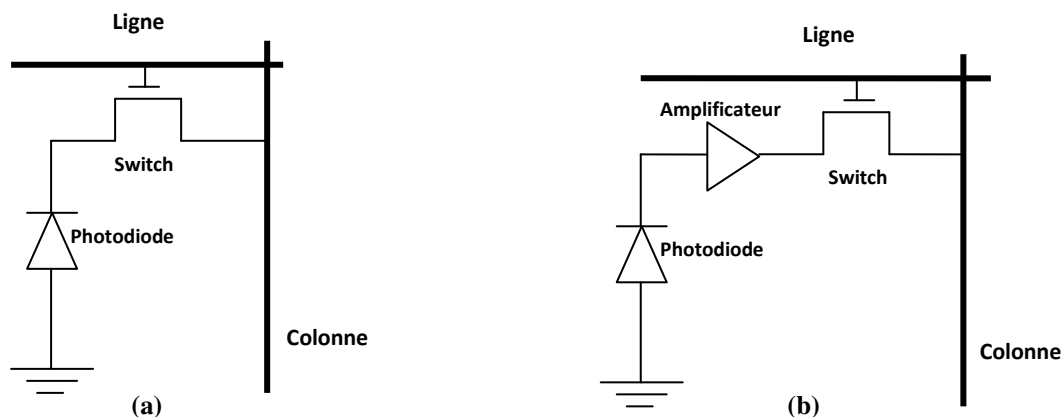 Ligne
Switch
Photodiode
Colonne
(a)
Ligne
Amplificateur
Switch
Photodiode
Colonne
(b)